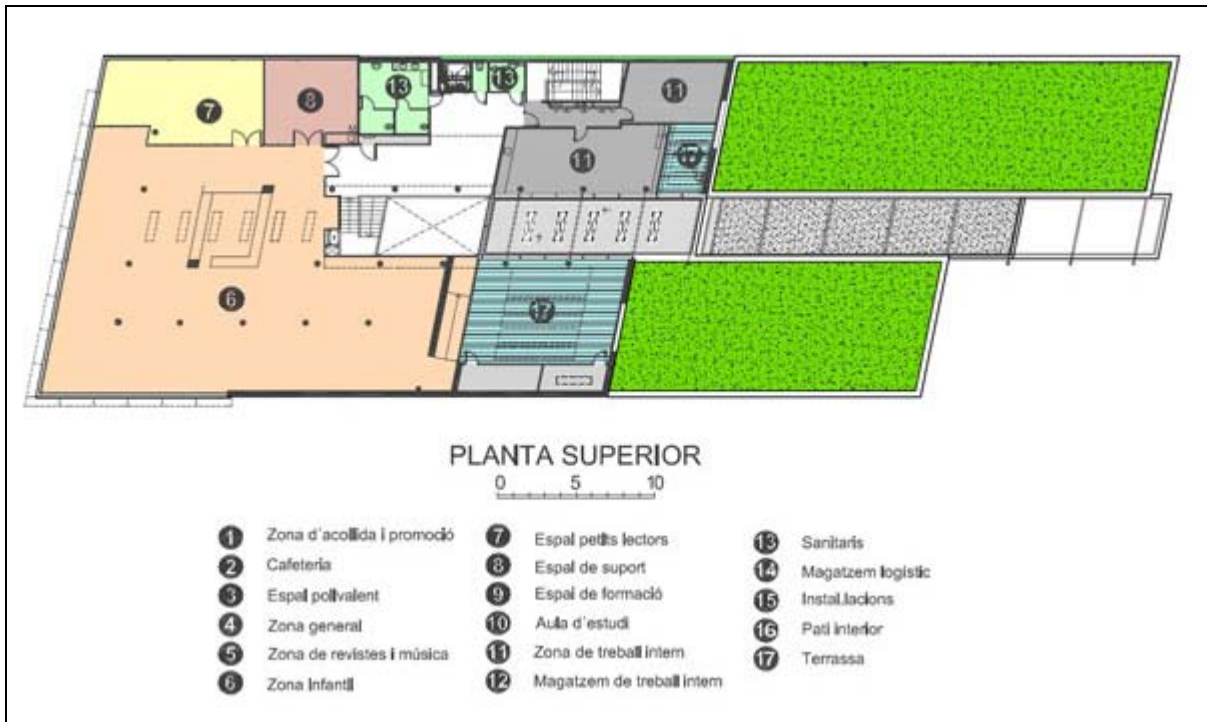 13
13
7
8
11
11
17
6
17
PLANTA SUPERIOR
0 5 10
1 Zona d'acollida i promoció
2 Cafeteria
3 Espai polivalent
4 Zona general
5 Zona de revistes i música
6 Zona Infantil
7 Espai petits lectors
8 Espai de suport
9 Espai de formació
10 Aula d'estudi
11 Zona de treball intern
12 Magatzem de treball intern
13 Sanitaris
14 Magatzem logístic
15 Instal.lacions
16 Pati interior
17 Terrassa